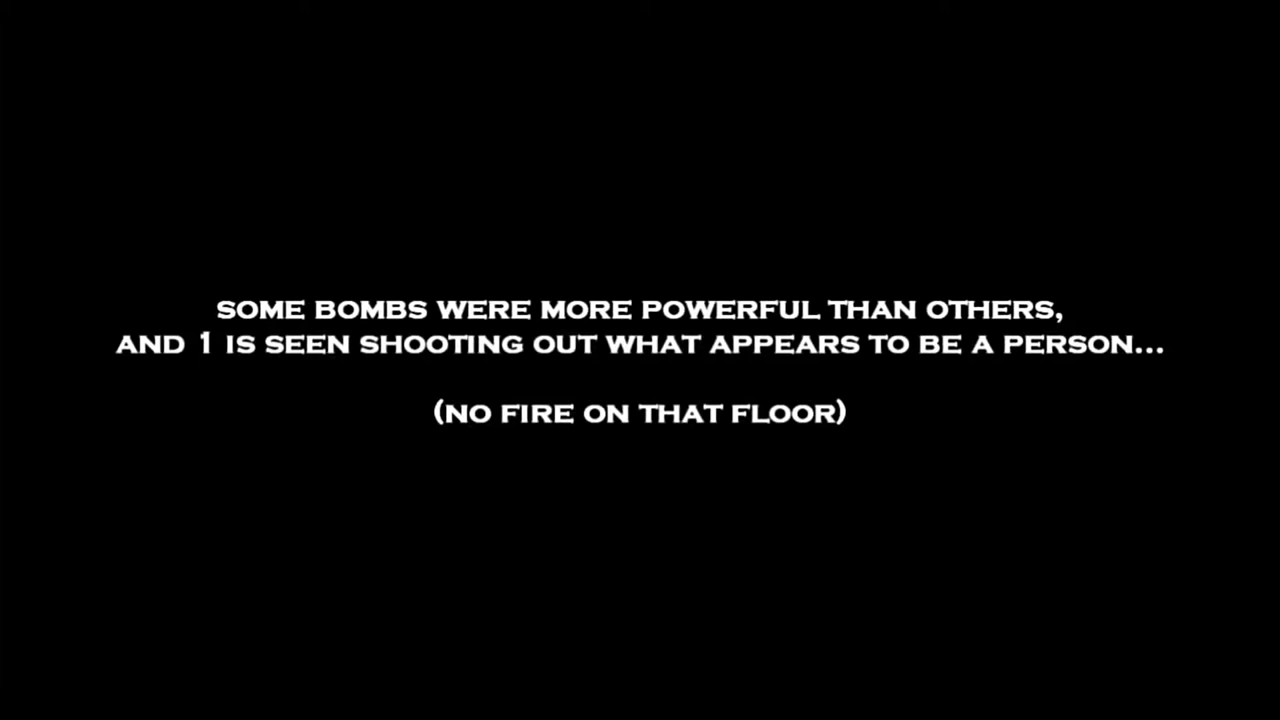 SOME BOMBS WERE MORE POWERFUL THAN OTHERS,
AND 1 IS SEEN SHOOTING OUT WHAT APPEARS TO BE A PERSON...
(NO FIRE ON THAT FLOOR)